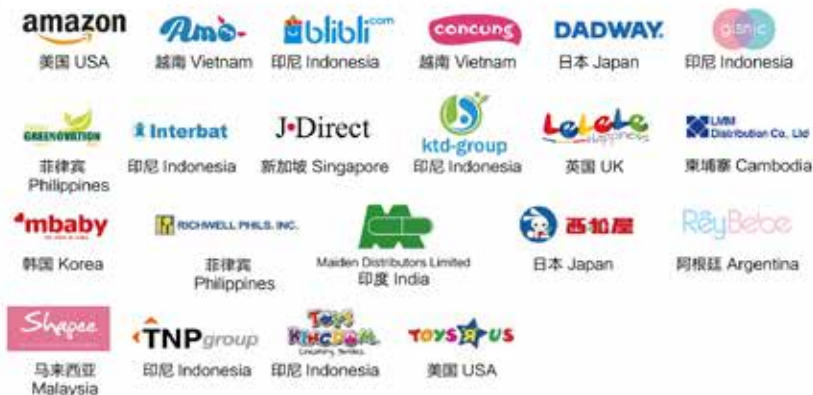 amazon
Amo
blibli.com
concung
DADWAY.
gisnic
美国 USA
越南 Vietnam
印尼 Indonesia
越南 Vietnam
日本 Japan
印尼 Indonesia
GREENOVATION
Interbat
J•Direct
ktd-group
LeLeLe
Happiness
LMM
Distribution Co., Ltd
菲律宾
Philippines
印尼 Indonesia
新加坡 Singapore
印尼 Indonesia
英国 UK
柬埔寨 Cambodia
mbaby
RICHWELL PHILS. INC.
Maiden Distributors Limited
西松屋
RêyBebe
韩国 Korea
菲律宾
Philippines
印度 India
日本 Japan
阿根廷 Argentina
Shapee
TNPgroup
TOYS
KINGDOM
TOYS R US
马来西亚
Malaysia
印尼 Indonesia
印尼 Indonesia
美国 USA